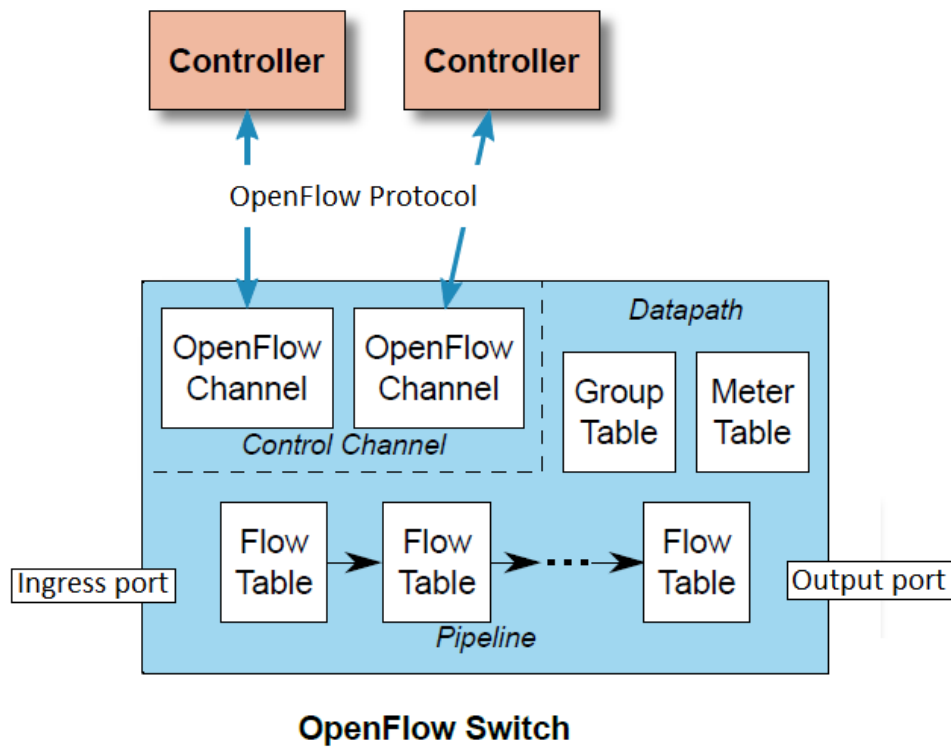 Controller
Controller
OpenFlow Protocol
OpenFlow
Channel
OpenFlow
Channel
Control Channel
Datapath
Group
Table
Meter
Table
Ingress port
Flow
Table
Flow
Table
Flow
Table
Output port
Pipeline
OpenFlow Switch